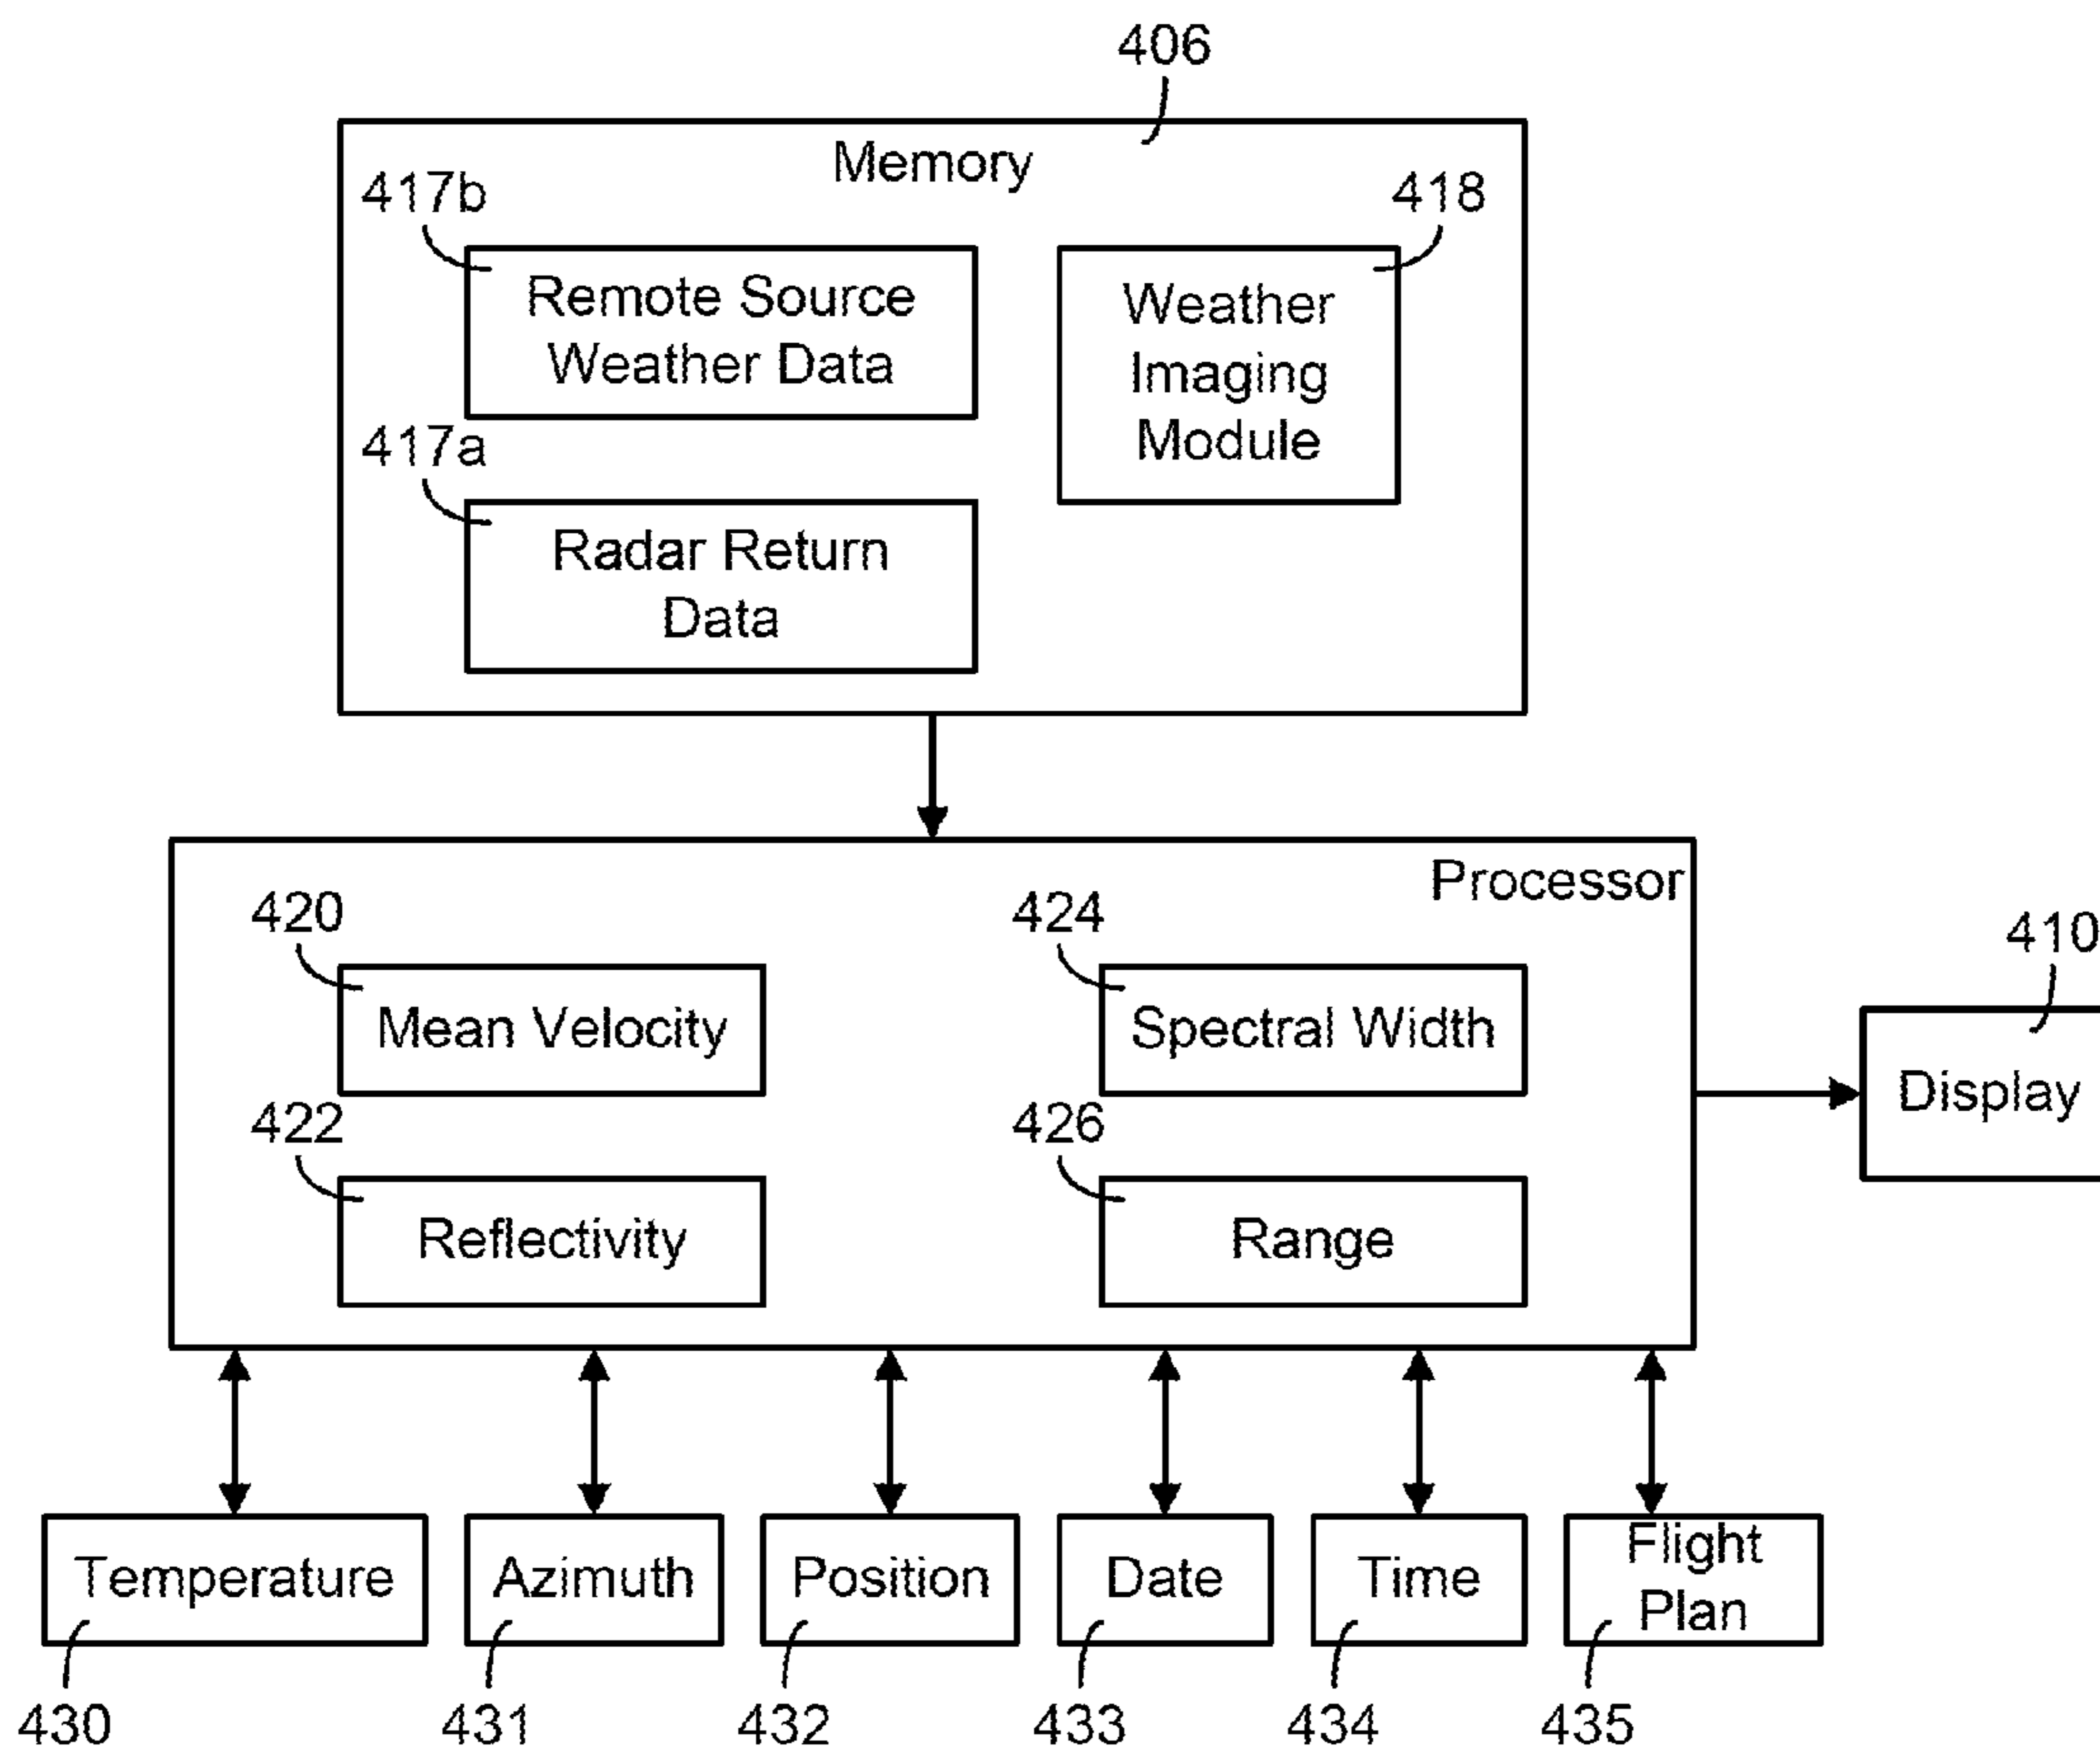 406
Memory
417b
418
Remote Source
Weather Data
Weather
Imaging
Module
417a
Radar Return
Data
Processor
420
424
410
Mean Velocity
Spectral Width
Display
422
426
Reflectivity
Range
Temperature
Azimuth
Position
Date
Time
Flight
Plan
430
431
432
433
434
435